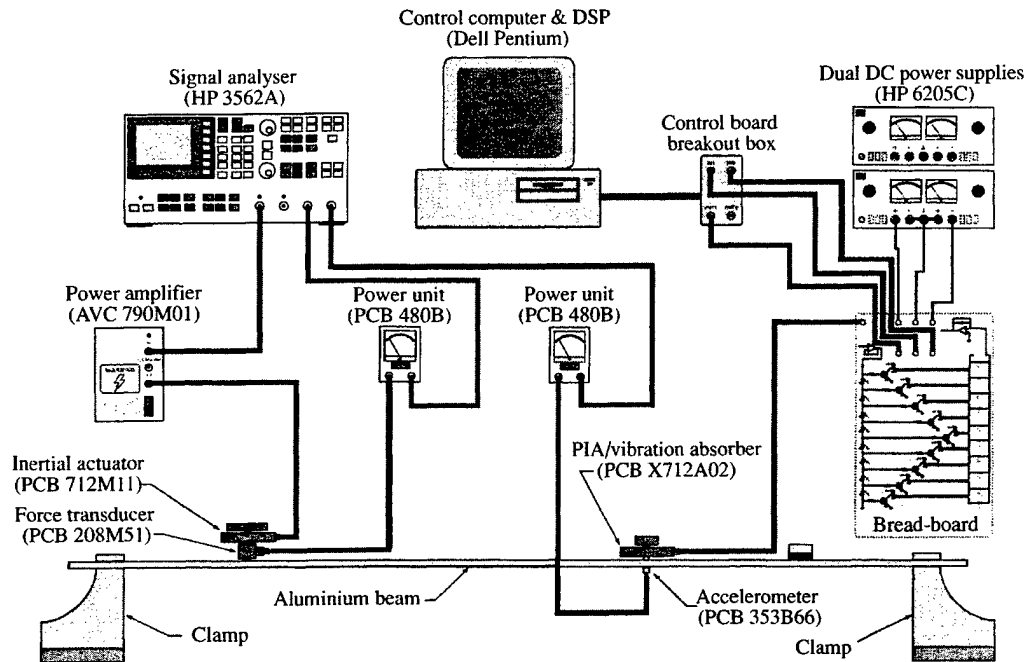 Control computer & DSP
(Dell Pentium)
Signal analyser
(HP 3562A)
Dual DC power supplies
(HP 6205C)
Control board
breakout box
Power amplifier
(AVC 790M01)
Power unit
(PCB 480B)
Power unit
(PCB 480B)
Inertial actuator
(PCB 712M11)
Force transducer
(PCB 208M51)
PIA/vibration absorber
(PCB X712A02)
Bread-board
Aluminium beam
Accelerometer
(PCB 353B66)
Clamp
Clamp